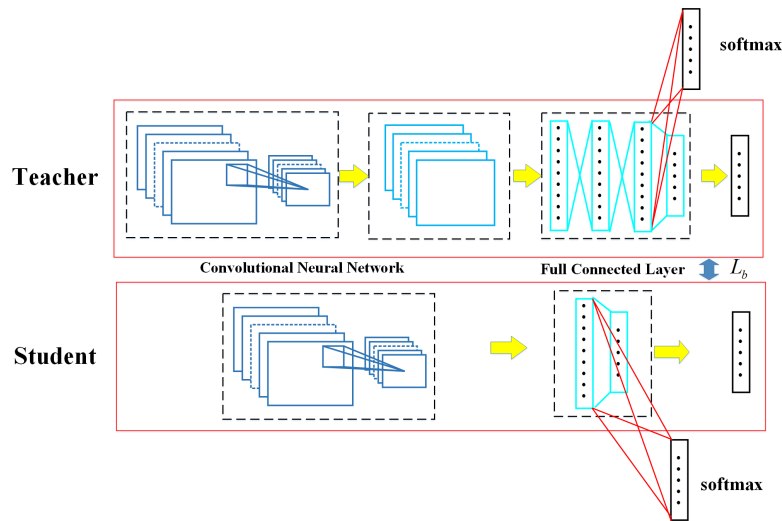 softmax
Teacher
Convolutional Neural Network
Full Connected Layer
L_b
Student
softmax